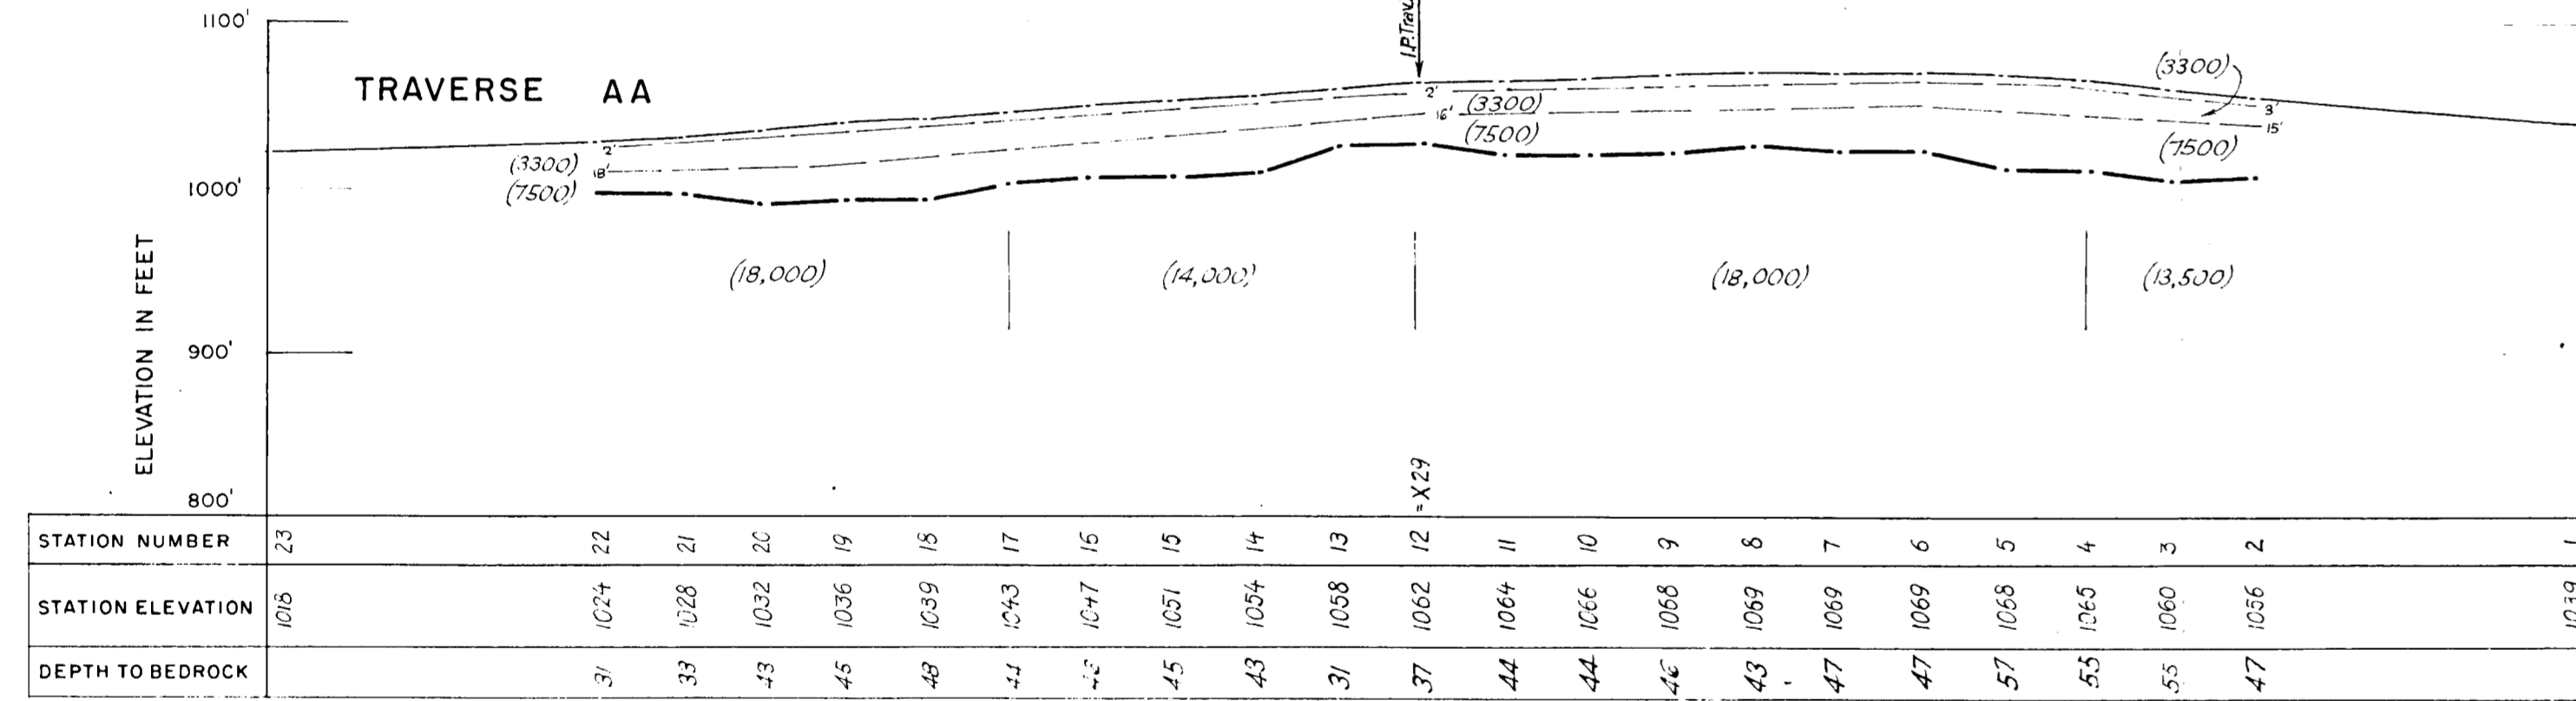 1100'
I.P.Trav.
TRAVERSE AA
(3300)
2' (3300)
3'
16' (7500)
15'
2'
(3300) 18'
(7500)
(7500)
1000'
(18,000) (14,000) (18,000) (13,500)
ELEVATION IN FEET
900'
800'
= X29
STATION NUMBER 23 22 21 20 19 18 17 16 15 14 13 12 11 10 9 8 7 6 5 4 3 2 1
STATION ELEVATION 1018 1024 1028 1032 1036 1039 1043 1047 1051 1054 1058 1062 1064 1066 1068 1069 1069 1069 1068 1065 1060 1056 1039
DEPTH TO BEDROCK 31 33 43 45 48 44 45 43 31 37 44 44 46 43 47 47 57 55 55 47